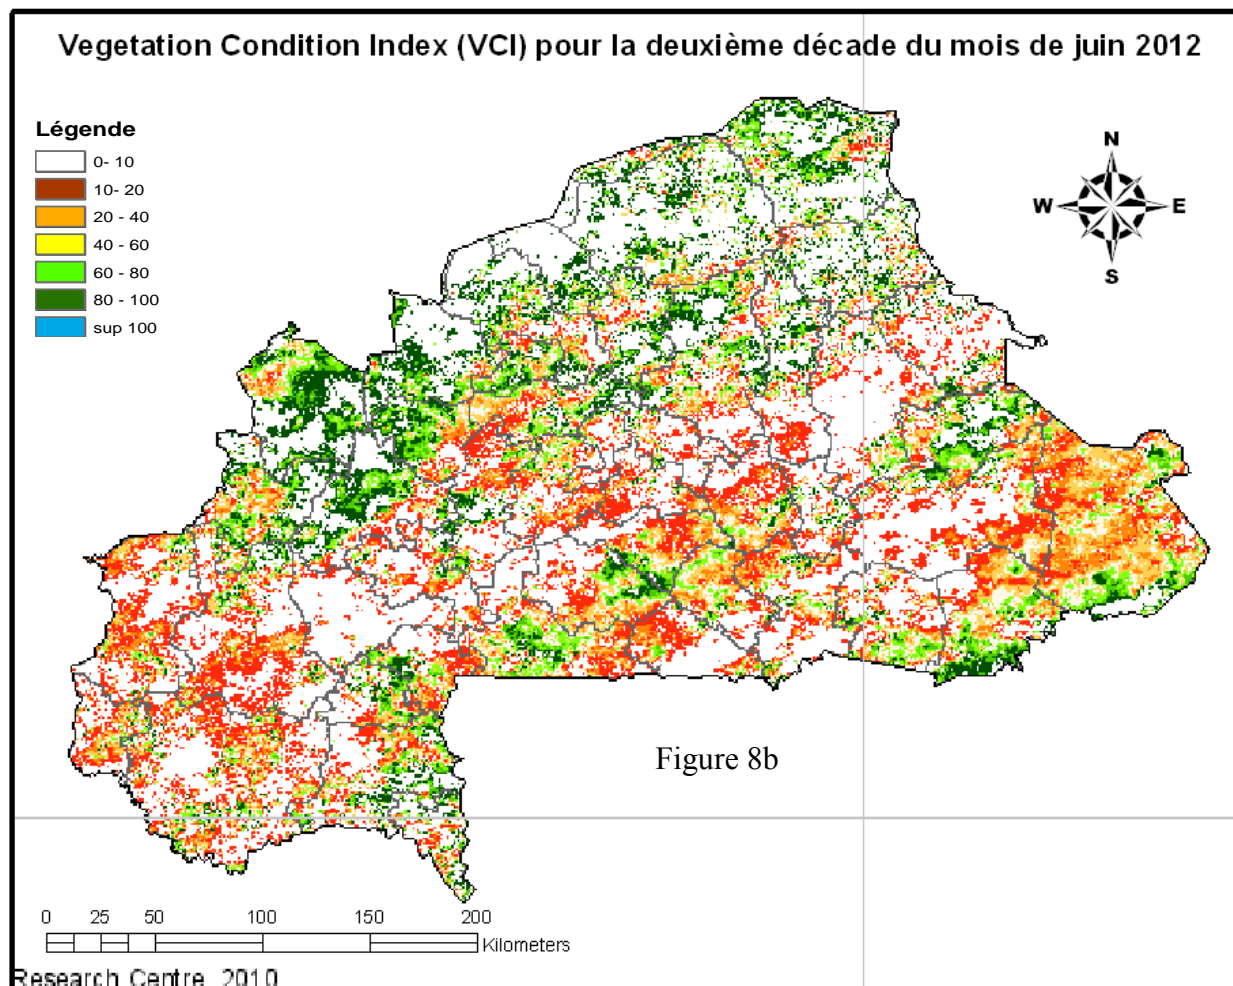 Vegetation Condition Index (VCI) pour la deuxième décade du mois de juin 2012
Légende
0- 10
10- 20
20 - 40
40 - 60
60 - 80
80 - 100
sup 100
N
W E
S
Figure 8b
0 25 50 100 150 200
Kilometers
Research Centre 2010